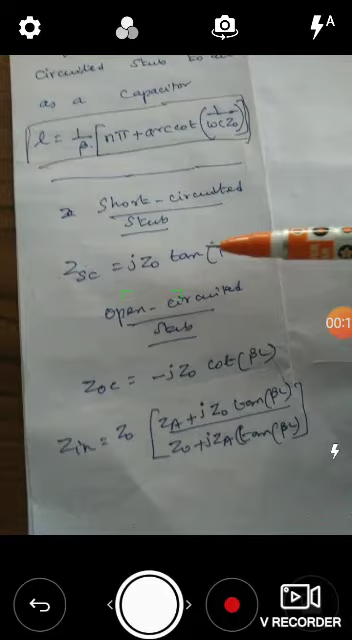 A
circuited stub to
as a capacitor
l = 1/β [nπ + arccot (1/ωCZ0)]
Short-circuited
Stub
Zsc = jZ0 tan (
open-circuited
stub
Zoc = -jZ0 cot(βl)
Zin = Z0 [ZA + jZ0 tan(βl) / Z0 + jZA (tan(βl)]
00:1
V RECORDER